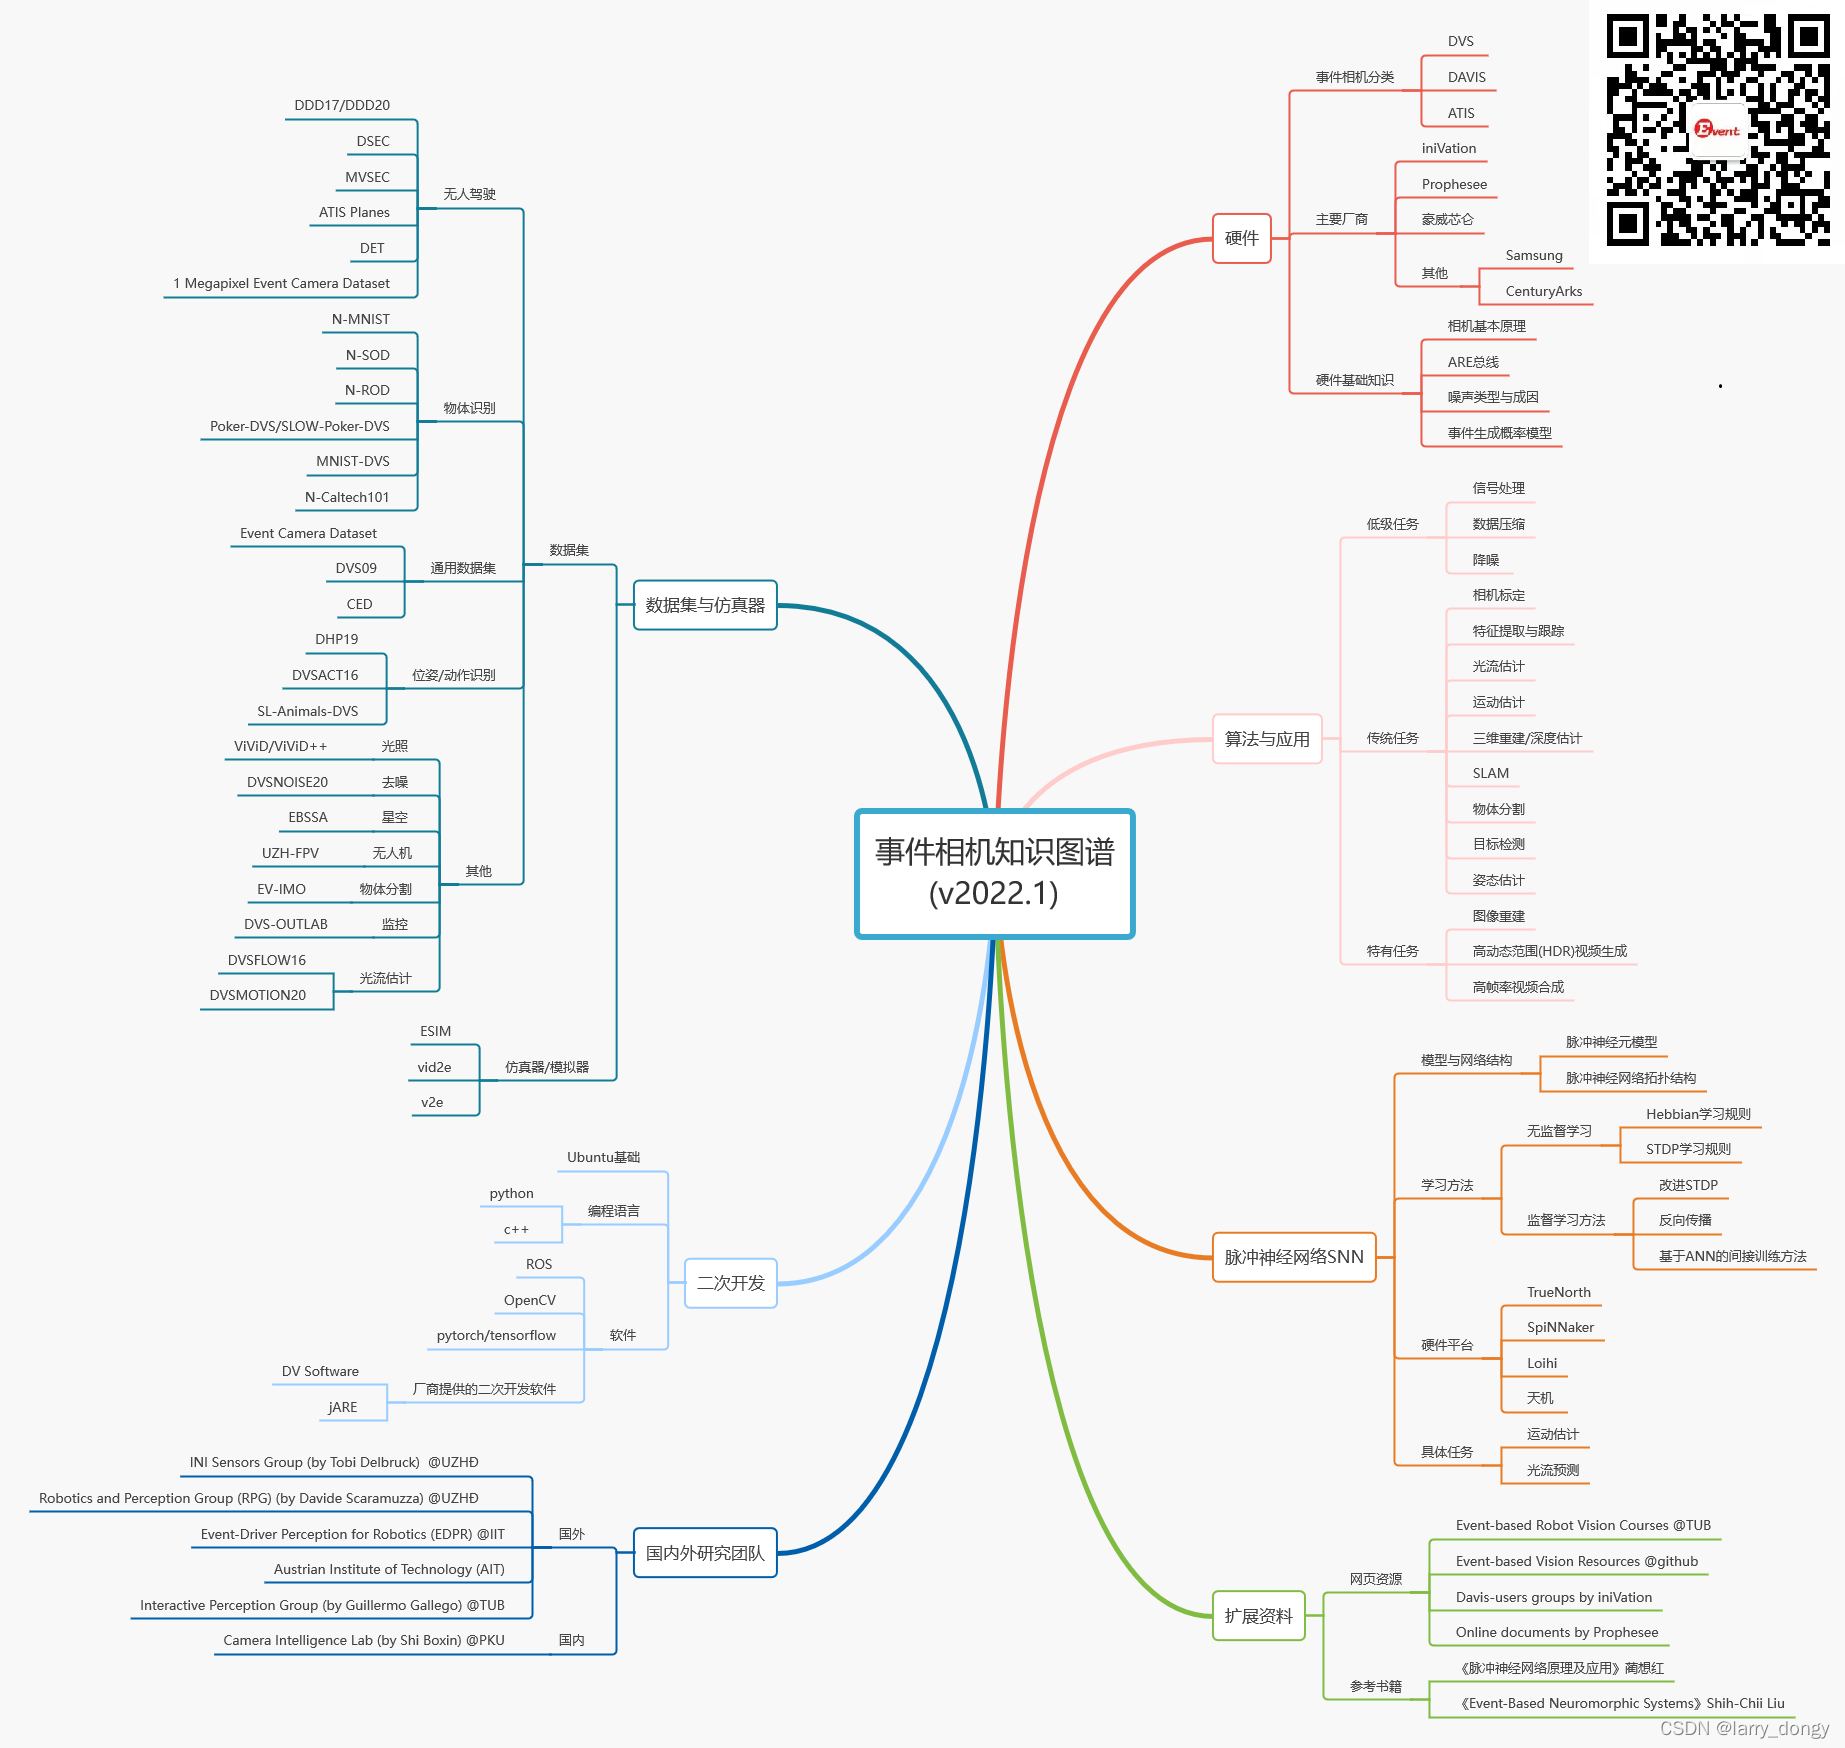 事件相机知识图谱
(v2022.1)
硬件
事件相机分类
DVS
DAVIS
ATIS
主要厂商
iniVation
Prophesee
豪威芯仑
其他
Samsung
CenturyArks
硬件基础知识
相机基本原理
ARE总线
噪声类型与成因
事件生成概率模型
Event
算法与应用
低级任务
信号处理
数据压缩
降噪
传统任务
相机标定
特征提取与跟踪
光流估计
运动估计
三维重建/深度估计
SLAM
物体分割
目标检测
姿态估计
特有任务
图像重建
高动态范围(HDR)视频生成
高帧率视频合成
脉冲神经网络SNN
模型与网络结构
脉冲神经元模型
脉冲神经网络拓扑结构
学习方法
无监督学习
Hebbian学习规则
STDP学习规则
监督学习方法
改进STDP
反向传播
基于ANN的间接训练方法
硬件平台
TrueNorth
SpiNNaker
Loihi
天机
具体任务
运动估计
光流预测
扩展资料
网页资源
Event-based Robot Vision Courses @TUB
Event-based Vision Resources @github
Davis-users groups by iniVation
Online documents by Prophesee
参考书籍
《脉冲神经网络原理及应用》蔺想红
《Event-Based Neuromorphic Systems》Shih-Chii Liu
数据集与仿真器
数据集
无人驾驶
DDD17/DDD20
DSEC
MVSEC
ATIS Planes
DET
1 Megapixel Event Camera Dataset
物体识别
N-MNIST
N-SOD
N-ROD
Poker-DVS/SLOW-Poker-DVS
MNIST-DVS
N-Caltech101
通用数据集
Event Camera Dataset
DVS09
CED
位姿/动作识别
DHP19
DVSACT16
SL-Animals-DVS
其他
光照
ViViD/ViViD++
去噪
DVSNOISE20
星空
EBSSA
无人机
UZH-FPV
物体分割
EV-IMO
监控
DVS-OUTLAB
光流估计
DVSFLOW16
DVSMOTION20
仿真器/模拟器
ESIM
vid2e
v2e
二次开发
Ubuntu基础
编程语言
python
c++
软件
ROS
OpenCV
pytorch/tensorflow
厂商提供的二次开发软件
DV Software
jARE
国内外研究团队
国外
INI Sensors Group (by Tobi Delbruck) @UZHĐ
Robotics and Perception Group (RPG) (by Davide Scaramuzza) @UZHĐ
Event-Driver Perception for Robotics (EDPR) @IIT
Austrian Institute of Technology (AIT)
Interactive Perception Group (by Guillermo Gallego) @TUB
国内
Camera Intelligence Lab (by Shi Boxin) @PKU
CSDN @larry_dongy